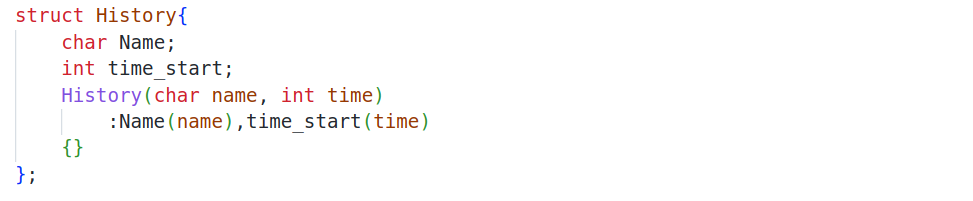 struct History{
    char Name;
    int time_start;
    History(char name, int time)
        :Name(name),time_start(time)
    {}
};